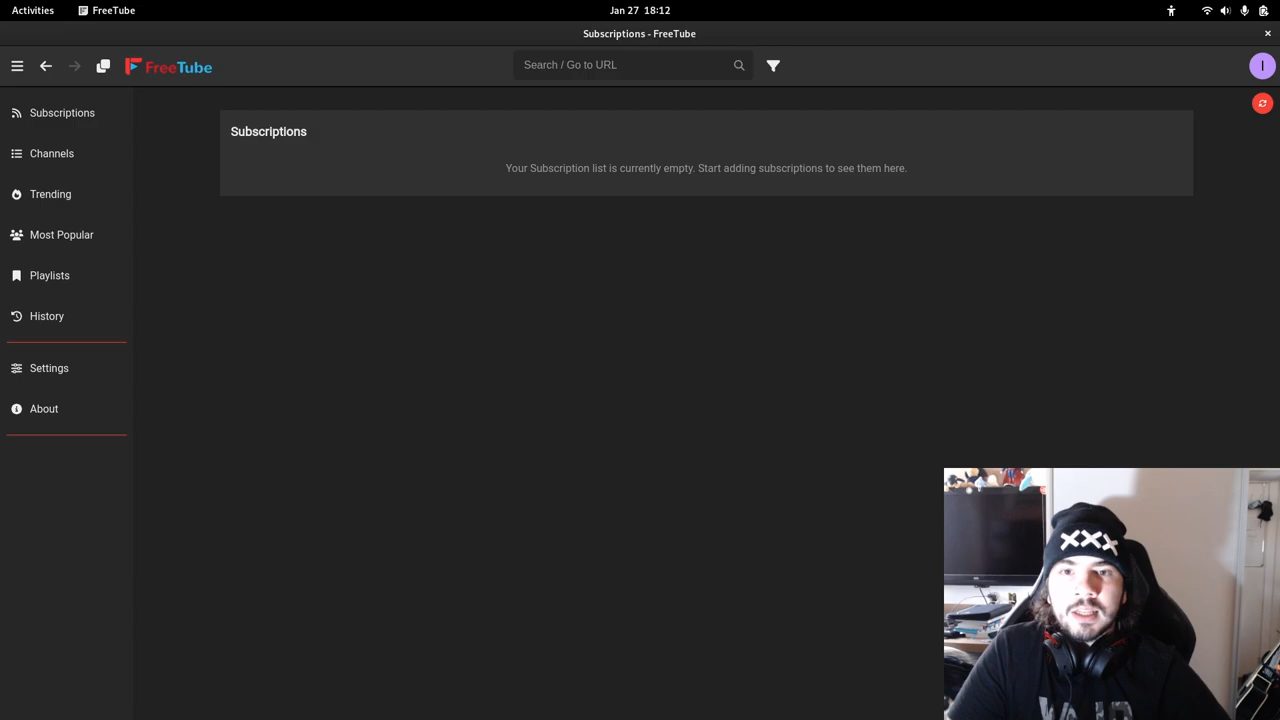 Activities
FreeTube
Jan 27 18:12
Subscriptions - FreeTube
FreeTube
Search / Go to URL
I
Subscriptions
Channels
Trending
Most Popular
Playlists
History
Settings
About
Subscriptions
Your Subscription list is currently empty. Start adding subscriptions to see them here.
XXX